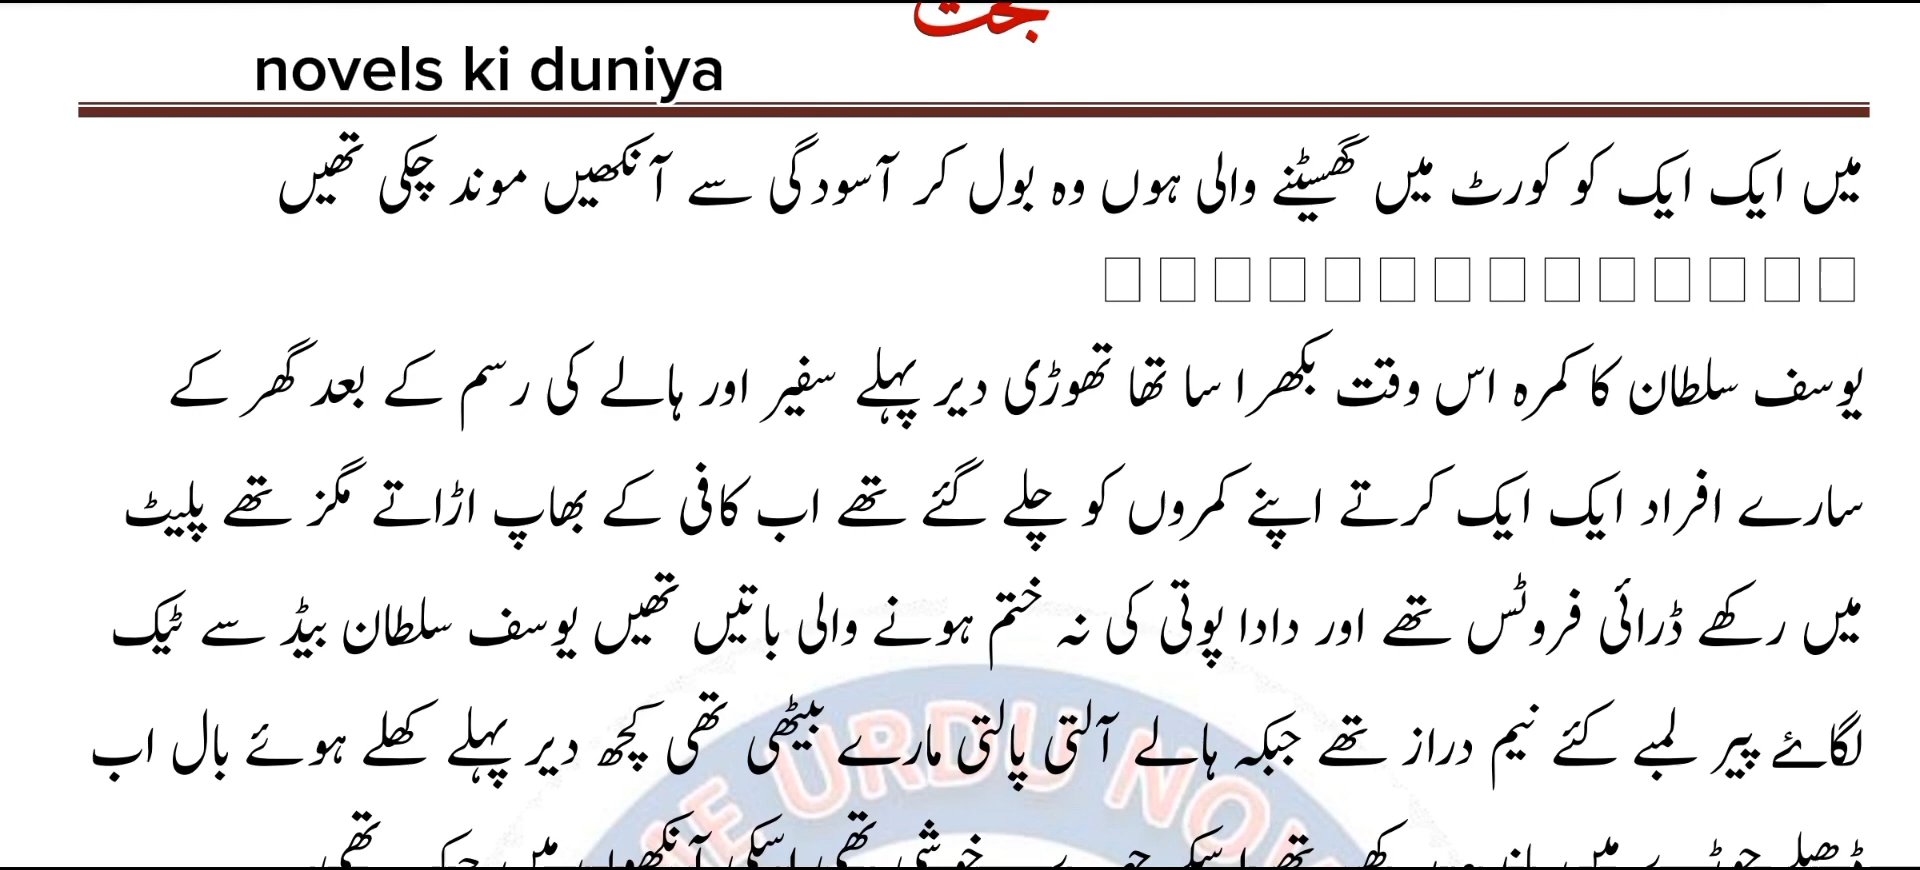 novels ki duniya
میں ایک ایک کو کورٹ میں گھسیٹنے والی ہوں وہ بول کر آسودگی سے آنکھیں موند چکی تھیں
یوسف سلطان کا کمرہ اس وقت بکھرا سا تھا تھوڑی دیر پہلے سفیر اور ہالے کی رسم کے بعد گھر کے
سارے افراد ایک ایک کرتے اپنے کمروں کو چلے گئے تھے اب کافی کے بھاپ اڑاتے مگز تھے پلیٹ
میں رکھے ڈرائی فروٹس تھے اور دادا پوتی کی نہ ختم ہونے والی باتیں تھیں یوسف سلطان بیڈ سے ٹیک
لگائے پیر لمبے کئے نیم دراز تھے جبکہ ہالے آلتی پالتی مارے بیٹھی تھی کچھ دیر پہلے کھلے ہوئے بال اب
URDU